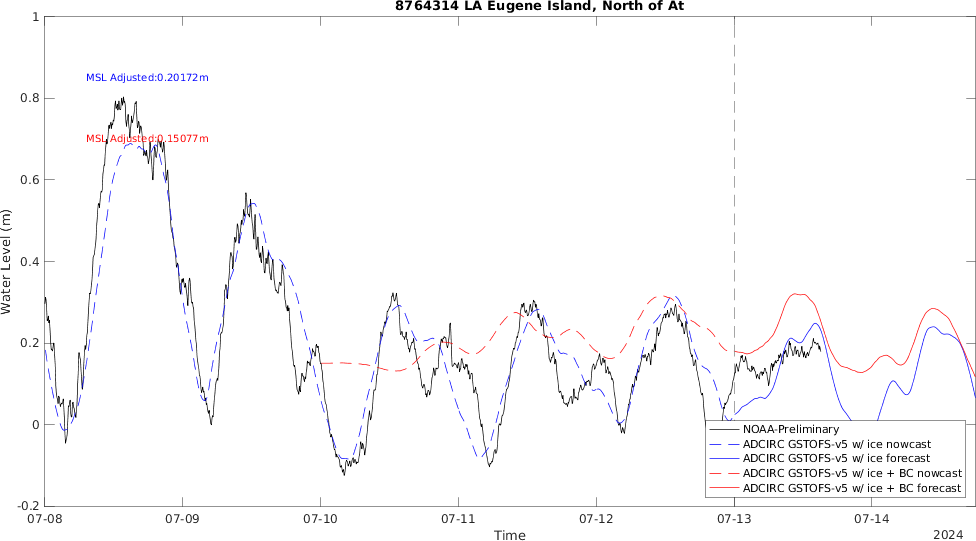 8764314 LA Eugene Island, North of At
Water Level (m)
1
0.8
0.6
0.4
0.2
0
-0.2
MSL Adjusted:0.20172m
MSL Adjusted:0.15077m
NOAA-Preliminary
ADCIRC GSTOFS-v5 w/ ice nowcast
ADCIRC GSTOFS-v5 w/ ice forecast
ADCIRC GSTOFS-v5 w/ ice + BC nowcast
ADCIRC GSTOFS-v5 w/ ice + BC forecast
07-08 07-09 07-10 07-11 07-12 07-13 07-14
Time
2024